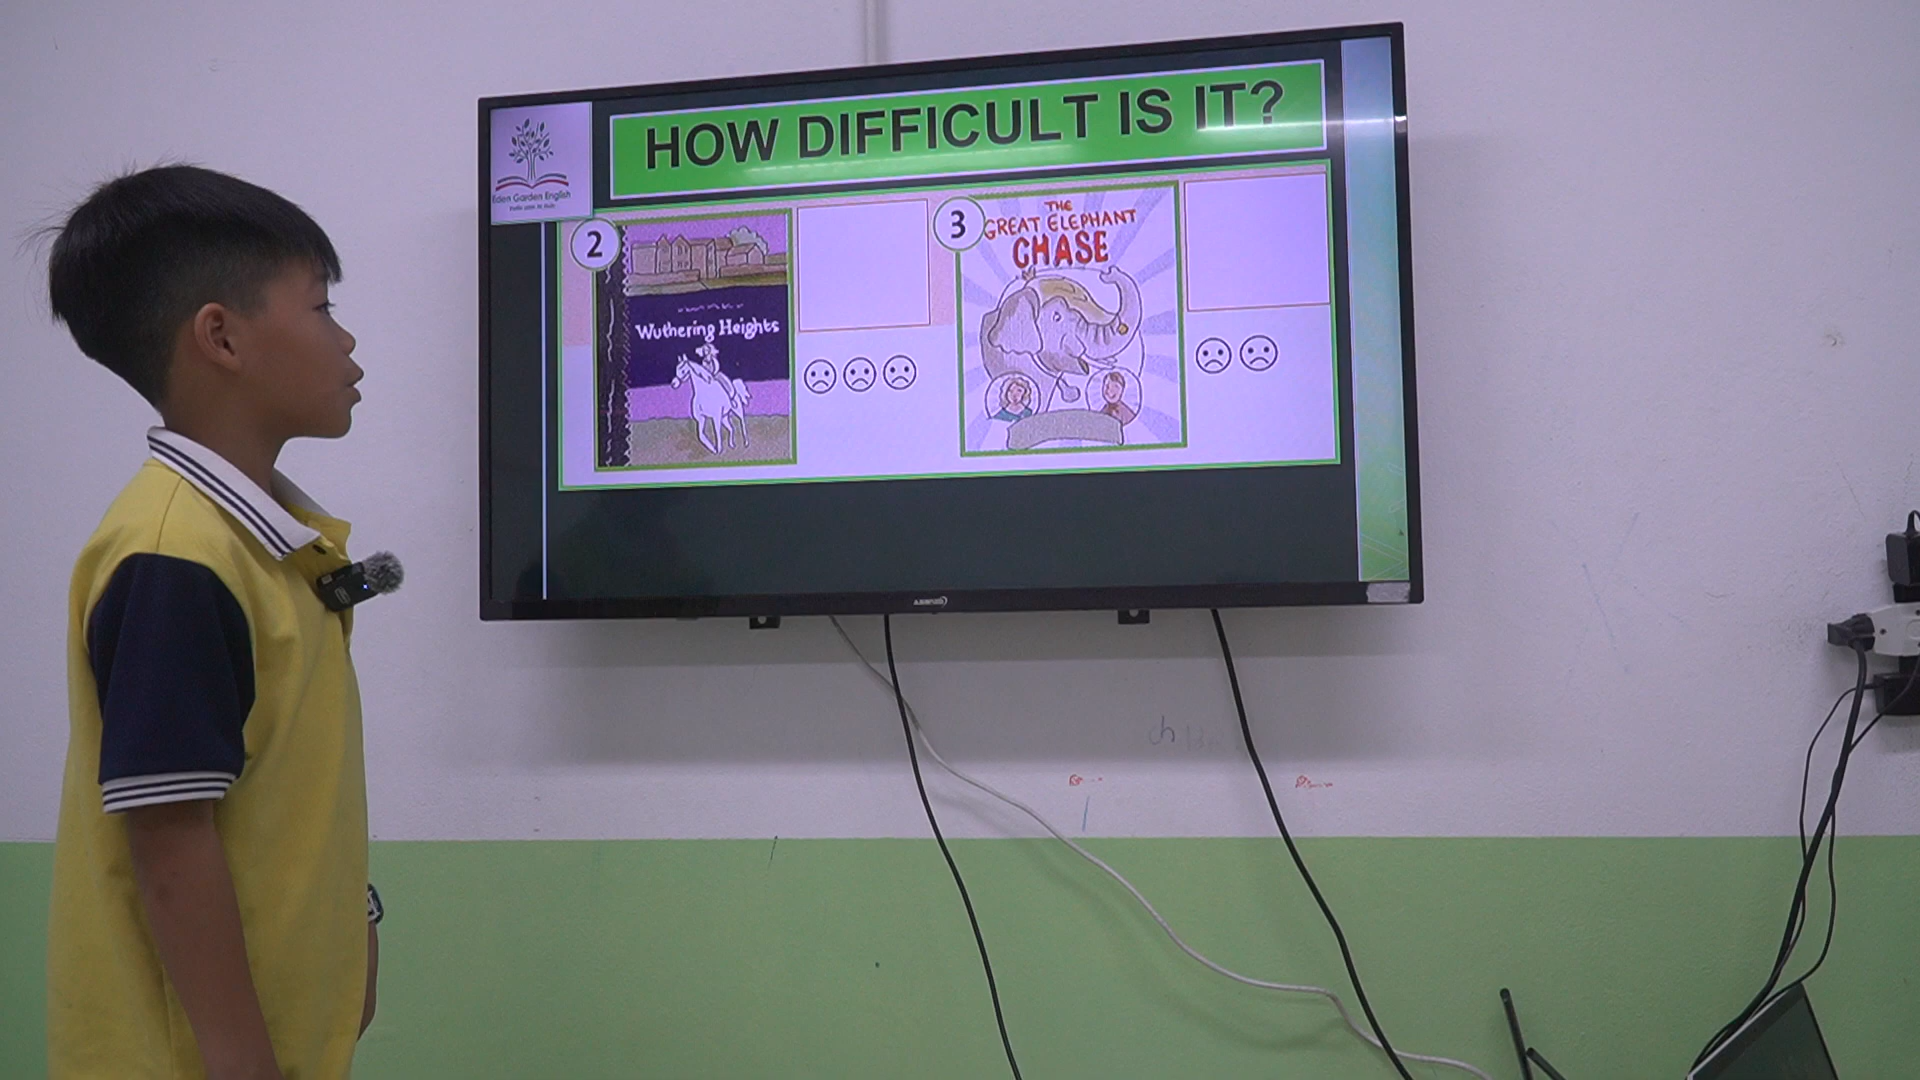 HOW DIFFICULT IS IT?
Eden Garden English
2
Wuthering Heights
3
THE
GREAT ELEPHANT
CHASE